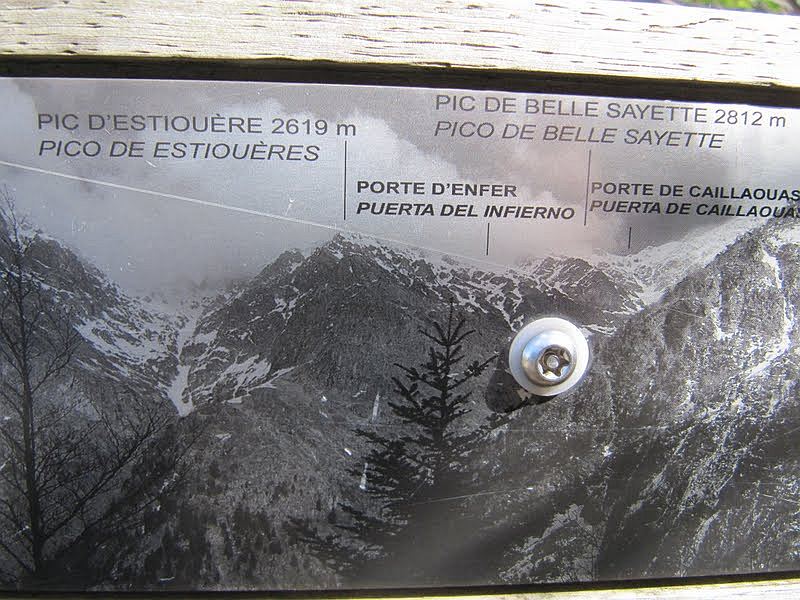 PIC D'ESTIOUÈRE 2619 m
PICO DE ESTIOUÈRES
PIC DE BELLE SAYETTE 2812 m
PICO DE BELLE SAYETTE
PORTE D'ENFER
PUERTA DEL INFIERNO
PORTE DE CAILLAOUAS
PUERTA DE CAILLAOUAS